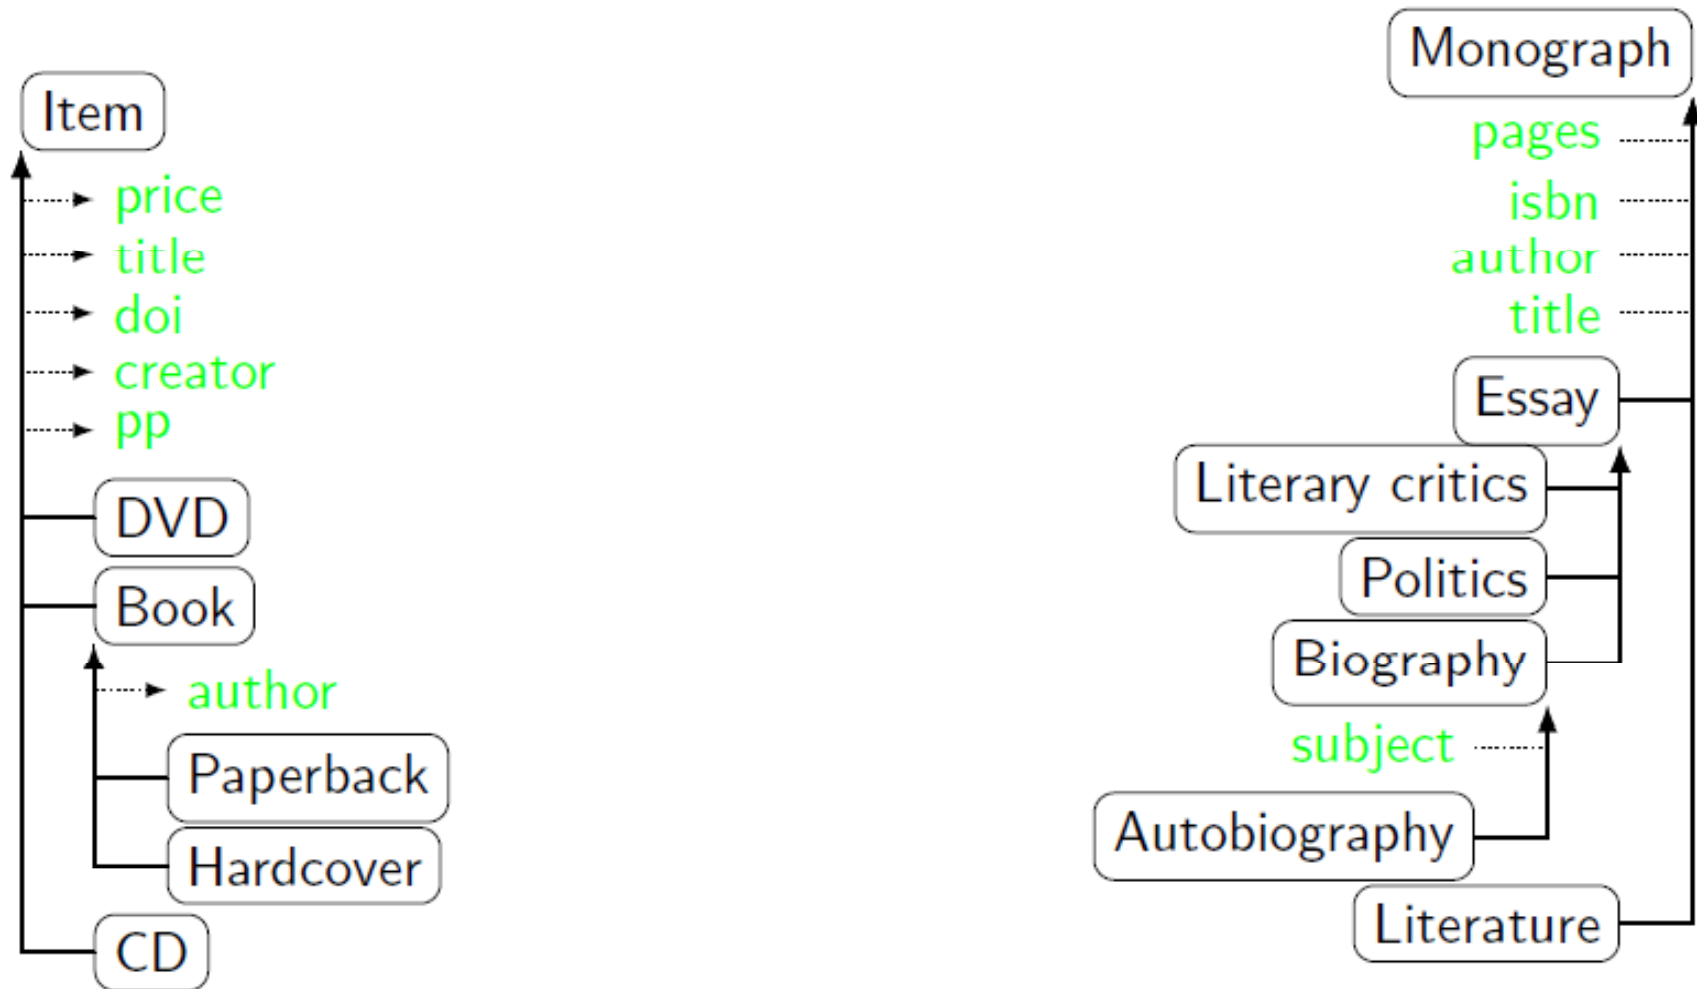 Item
price
title
doi
creator
pp
DVD
Book
author
Paperback
Hardcover
CD
Monograph
pages
isbn
author
title
Essay
Literary critics
Politics
Biography
subject
Autobiography
Literature